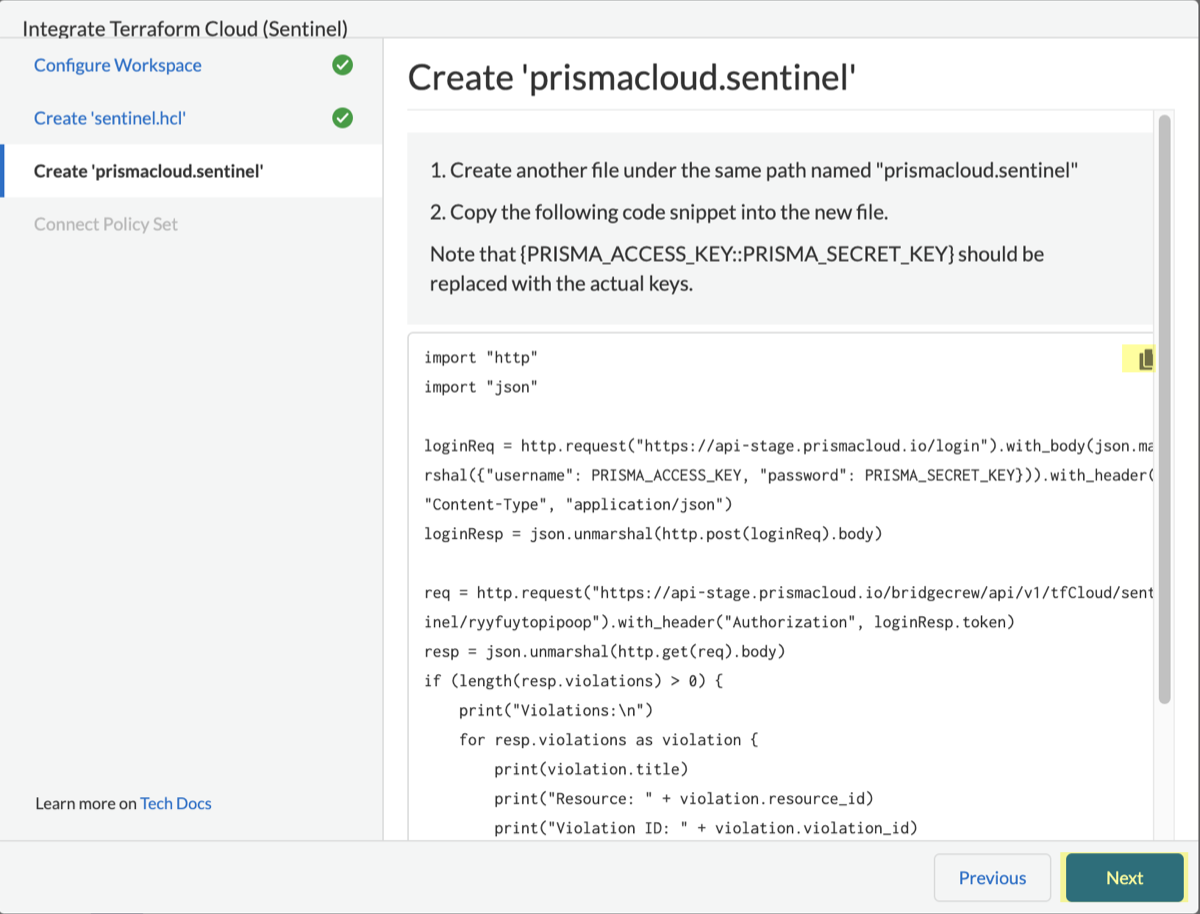 Integrate Terraform Cloud (Sentinel)
Configure Workspace
Create 'sentinel.hcl'
Create 'prismacloud.sentinel'
Connect Policy Set
Learn more on Tech Docs
Create 'prismacloud.sentinel'
1. Create another file under the same path named "prismacloud.sentinel"
2. Copy the following code snippet into the new file.
Note that {PRISMA_ACCESS_KEY::PRISMA_SECRET_KEY} should be
replaced with the actual keys.
import "http"
import "json"
loginReq = http.request("https://api-stage.prismacloud.io/login").with_body(json.ma
rshal({"username": PRISMA_ACCESS_KEY, "password": PRISMA_SECRET_KEY})).with_header(
"Content-Type", "application/json")
loginResp = json.unmarshal(http.post(loginReq).body)
req = http.request("https://api-stage.prismacloud.io/bridgecrew/api/v1/tfCloud/sent
inel/ryyfuytopipoop").with_header("Authorization", loginResp.token)
resp = json.unmarshal(http.get(req).body)
if (length(resp.violations) > 0) {
    print("Violations:\n")
    for resp.violations as violation {
        print(violation.title)
        print("Resource: " + violation.resource_id)
        print("Violation ID: " + violation.violation_id)
Previous
Next